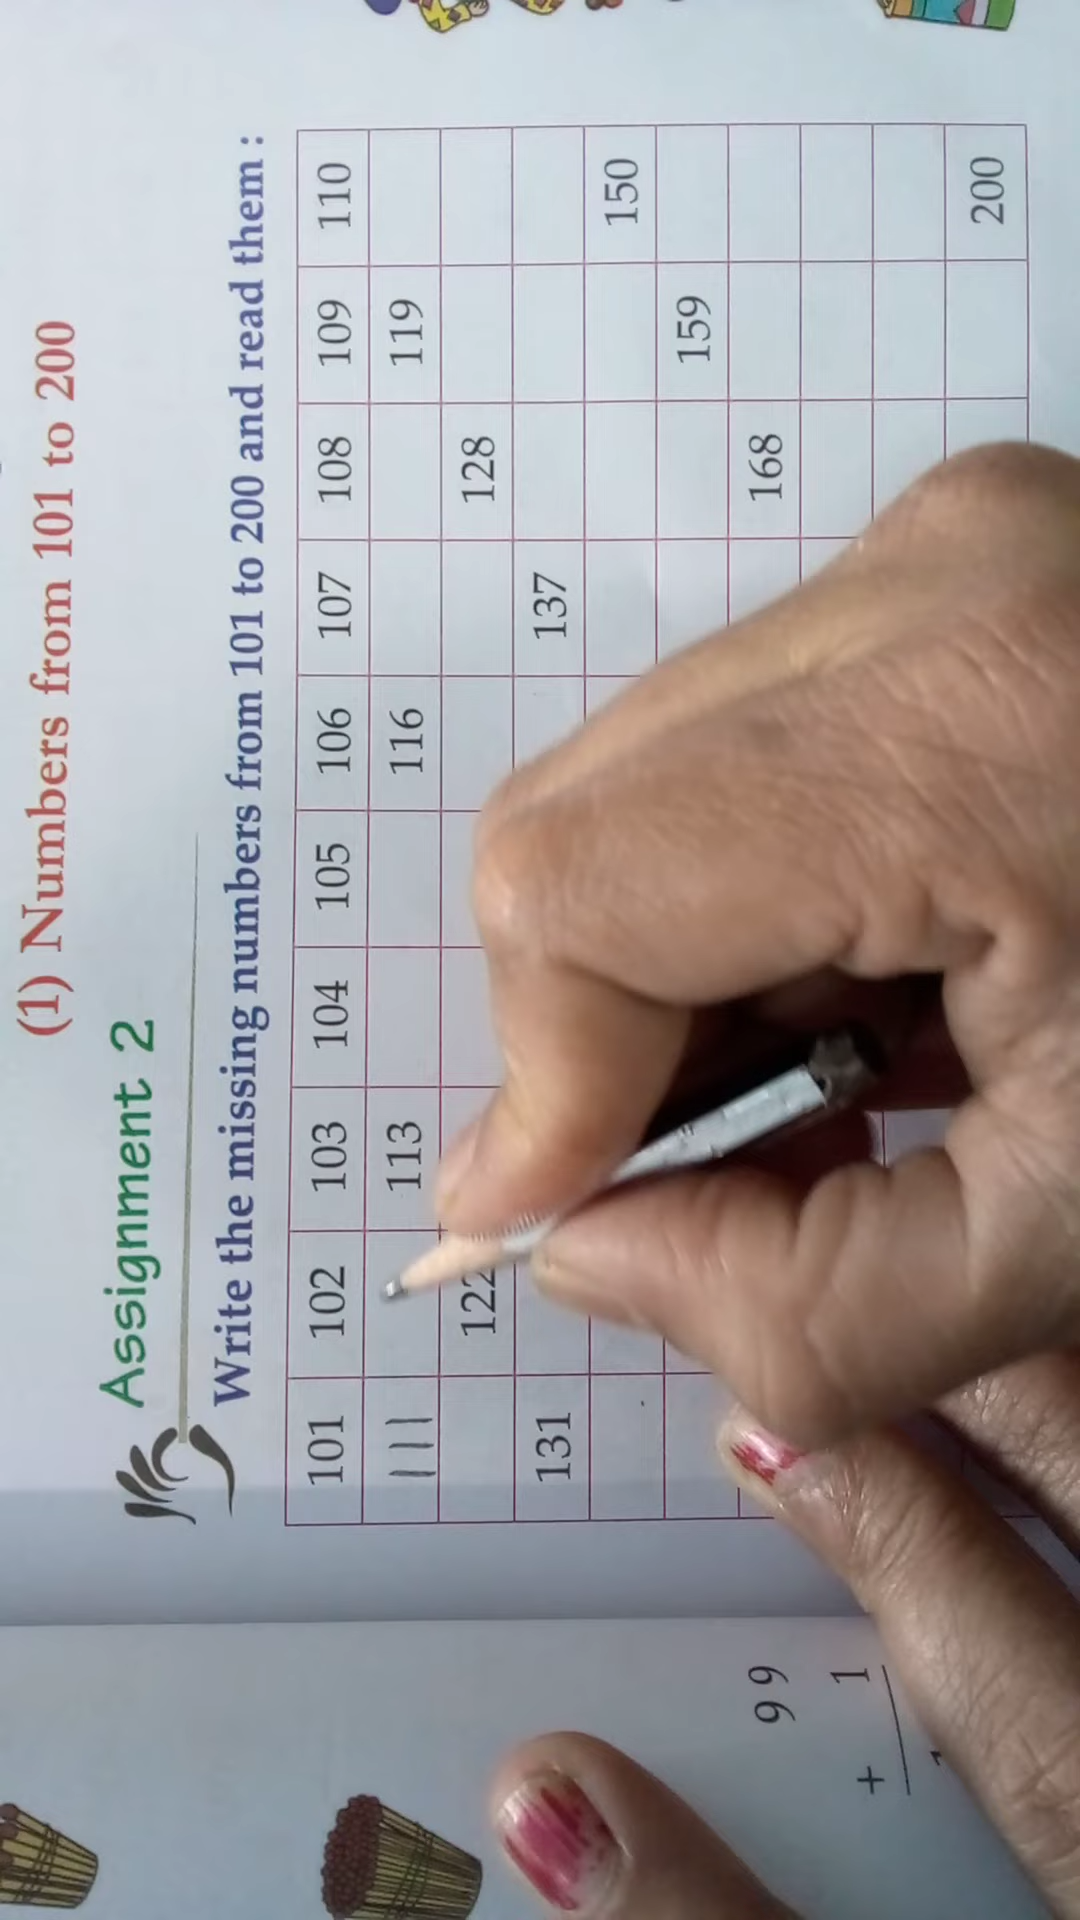 (1) Numbers from 101 to 200
Assignment 2
Write the missing numbers from 101 to 200 and read them :
101 102 103 104 105 106 107 108 109 110
111 113 116 119
122 128
131 137
150
159
168
200
99
+ 1